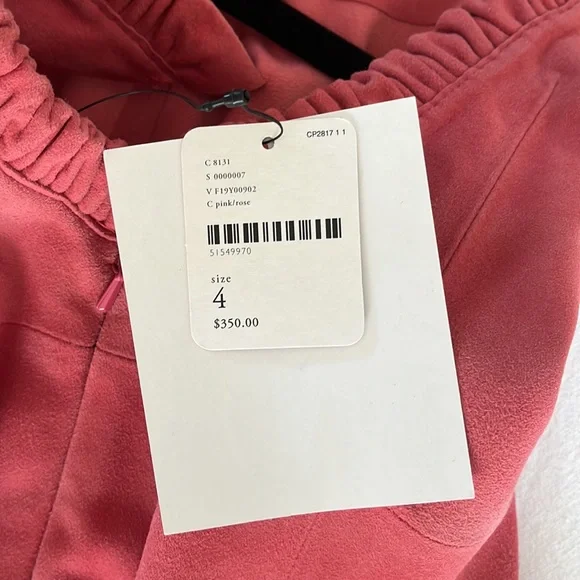 CP2817 1 1
C 8131
S 0000007
V F19Y00902
C pink/rose
51549970
size
4
$350.00